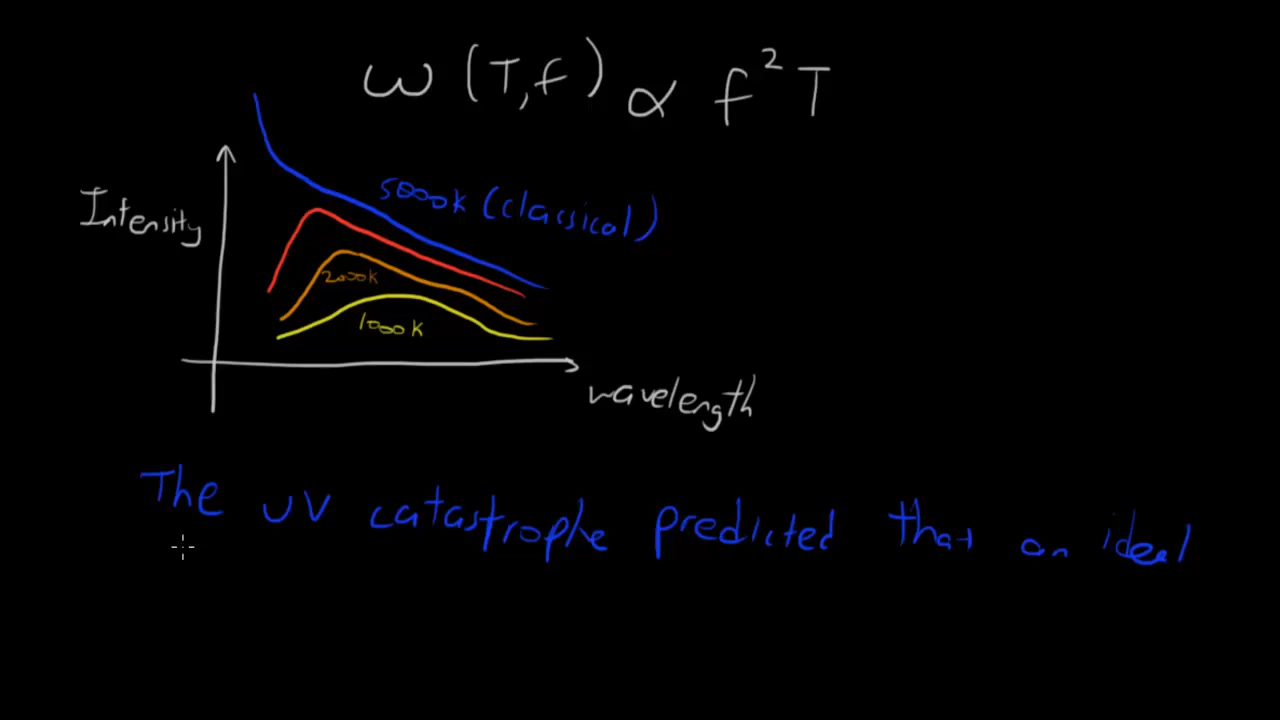 ω (T,f) ∝ f²T
Intensity
5000k (classical)
2000k
1000k
wavelength
The UV catastrophe predicted that an ideal